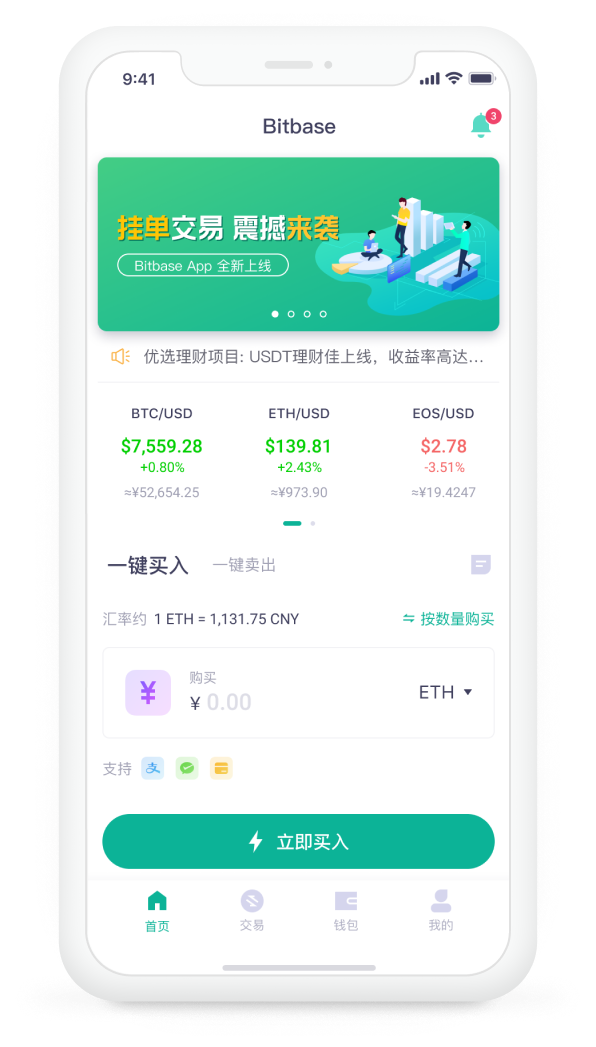 9:41
Bitbase
3
挂单交易 震撼来袭
Bitbase App 全新上线
优选理财项目: USDT理财佳上线，收益率高达...
BTC/USD ETH/USD EOS/USD
$7,559.28 $139.81 $2.78
+0.80% +2.43% -3.51%
≈¥52,654.25 ≈¥973.90 ≈¥19.4247
一键买入 一键卖出
汇率约 1 ETH = 1,131.75 CNY 按数量购买
¥ 购买
¥ 0.00 ETH
支持 支
立即买入
首页 交易 钱包 我的